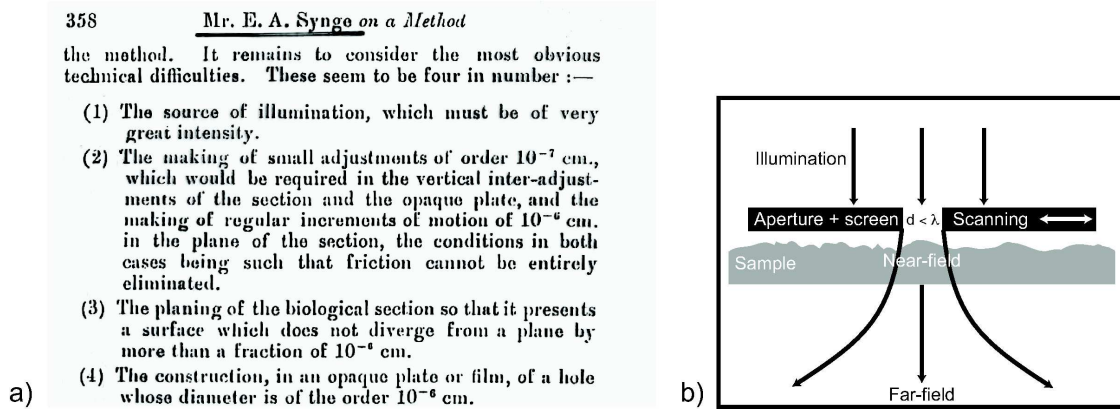 358 Mr. E. A. Synge on a Method
the method. It remains to consider the most obvious
technical difficulties. These seem to be four in number :—
(1) The source of illumination, which must be of very
great intensity.
(2) The making of small adjustments of order 10⁻⁷ cm.,
which would be required in the vertical inter-adjust-
ments of the section and the opaque plate, and the
making of regular increments of motion of 10⁻⁶ cm.
in the plane of the section, the conditions in both
cases being such that friction cannot be entirely
eliminated.
(3) The planing of the biological section so that it presents
a surface which does not diverge from a plane by
more than a fraction of 10⁻⁶ cm.
(4) The construction, in an opaque plate or film, of a hole
whose diameter is of the order 10⁻⁶ cm.
a)
b)
Illumination
Aperture + screen d < λ Scanning
Sample Near-field
Far-field